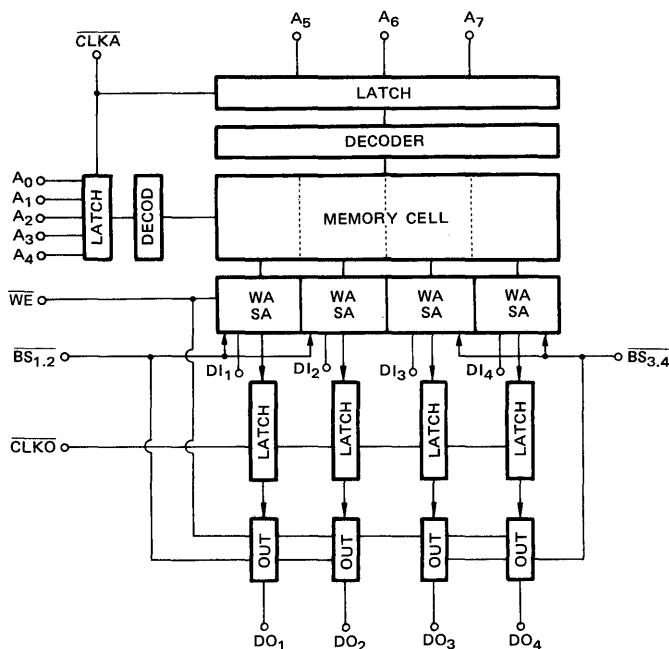 A5 A6 A7
CLKA
LATCH
DECODER
A0
A1
A2
A3
A4
LATCH
DECOD
MEMORY CELL
WE
WA SA
WA SA
WA SA
WA SA
BS1.2
BS3.4
DI1 DI2 DI3 DI4
LATCH LATCH LATCH LATCH
CLKO
OUT OUT OUT OUT
DO1 DO2 DO3 DO4